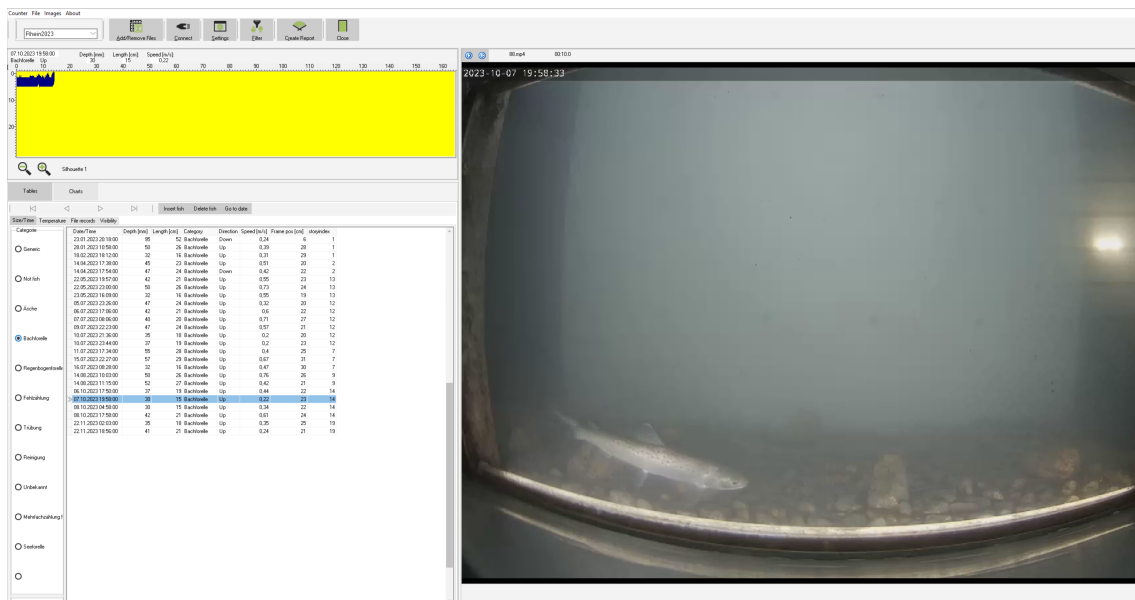 Counter File Images About
Rhein2023
Add/Remove Files Connect Settings Filter Create Report Close
07.10.2023 19:58:00 Depth [mm] Length [cm] Speed [m/s]
Bachforelle Up 30 15 0,22
0 10 20 30 40 50 60 70 80 90 100 110 120 130 140 150 160
0
10
20
Silhouette 1
Tables Charts
Insert fish Delete fish Go to date
Size/Time Temperature File records Visibility
Categorie
Generic
Not fish
Äsche
Bachforelle
Regenbogenforelle
Fehlzählung
Trübung
Reinigung
Unbekannt
Mehrfachzählung f
Seeforelle
Date/Time Depth [mm] Length [cm] Category Direction Speed [m/s] Frame pos [cm] storyindex
23.01.2023 20:18:00 95 52 Bachforelle Down 0,24 6 1
28.01.2023 10:58:00 50 26 Bachforelle Up 0,39 28 1
10.02.2023 18:12:00 32 16 Bachforelle Up 0,31 29 1
14.04.2023 17:38:00 45 23 Bachforelle Up 0,51 20 2
14.04.2023 17:54:00 47 24 Bachforelle Down 0,42 22 2
22.05.2023 19:57:00 42 21 Bachforelle Up 0,55 23 13
22.05.2023 23:00:00 50 26 Bachforelle Up 0,73 24 13
23.05.2023 16:09:00 32 16 Bachforelle Up 0,55 19 13
05.07.2023 23:26:00 47 24 Bachforelle Up 0,32 20 12
06.07.2023 17:06:00 42 21 Bachforelle Up 0,6 22 12
07.07.2023 08:06:00 40 20 Bachforelle Up 0,71 27 12
09.07.2023 22:23:00 47 24 Bachforelle Up 0,57 21 12
10.07.2023 21:36:00 35 18 Bachforelle Up 0,2 20 12
10.07.2023 23:44:00 37 19 Bachforelle Up 0,2 23 12
11.07.2023 17:34:00 55 28 Bachforelle Up 0,4 25 7
15.07.2023 22:27:00 57 29 Bachforelle Up 0,67 31 7
16.07.2023 08:28:00 32 16 Bachforelle Up 0,47 30 7
14.08.2023 10:03:00 50 26 Bachforelle Up 0,76 26 9
14.08.2023 11:15:00 52 27 Bachforelle Up 0,42 21 9
06.10.2023 17:50:00 37 19 Bachforelle Up 0,44 22 14
07.10.2023 19:58:00 30 15 Bachforelle Up 0,22 23 14
08.10.2023 04:58:00 30 15 Bachforelle Up 0,34 22 14
08.10.2023 17:58:00 42 21 Bachforelle Up 0,61 24 14
22.11.2023 02:03:00 35 18 Bachforelle Up 0,35 25 19
22.11.2023 18:56:00 41 21 Bachforelle Up 0,24 21 19
88.mp4 00:10.0
2023-10-07 19:58:33